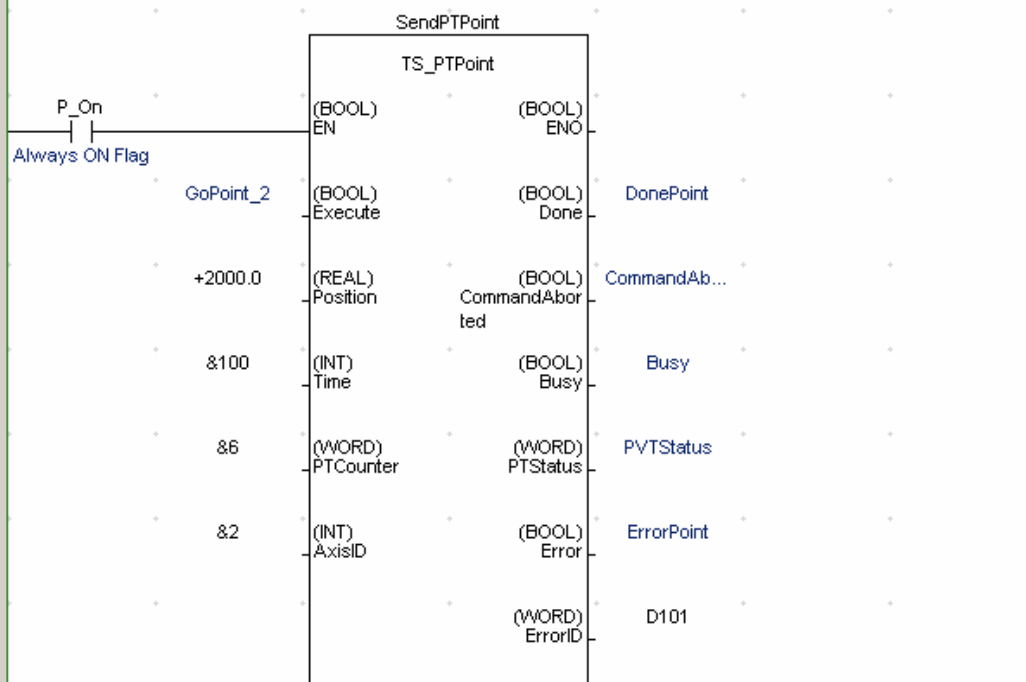 SendPTPoint
TS_PTPoint
P_On
(BOOL) (BOOL)
EN ENO
Always ON Flag
GoPoint_2 (BOOL) (BOOL) DonePoint
Execute Done
+2000.0 (REAL) (BOOL) CommandAb...
Position CommandAbor
ted
&100 (INT) (BOOL) Busy
Time Busy
&6 (WORD) (WORD) PVTStatus
PTCounter PTStatus
&2 (INT) (BOOL) ErrorPoint
AxisID Error
(WORD) D101
ErrorID